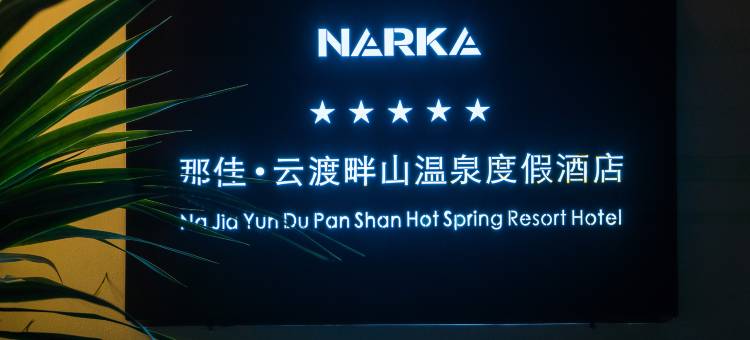 NARKA
★★★★★
那佳·云渡畔山温泉度假酒店
Na Jia Yun Du Pan Shan Hot Spring Resort Hotel